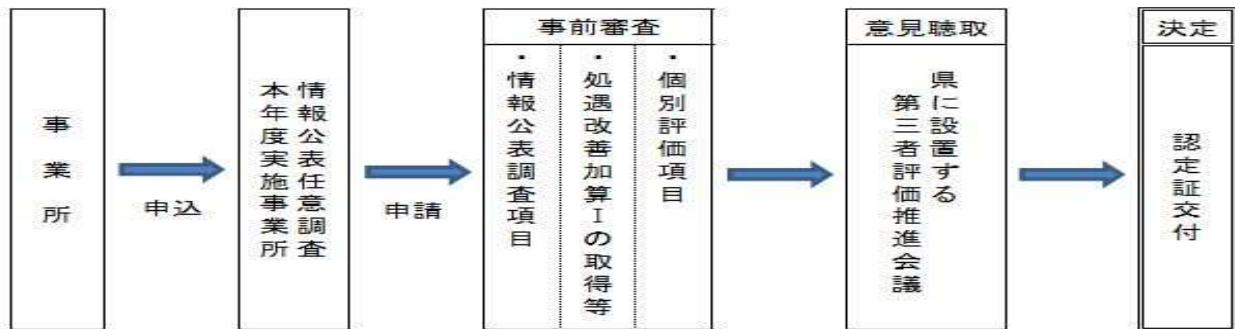 事業所
申込
情報公表任意調査
本年度実施事業所
申請
事前審査
・個別評価項目
・処遇改善加算Ⅰの取得等
・情報公表調査項目
意見聴取
県に設置する
第三者評価推進会議
決定
認定証交付